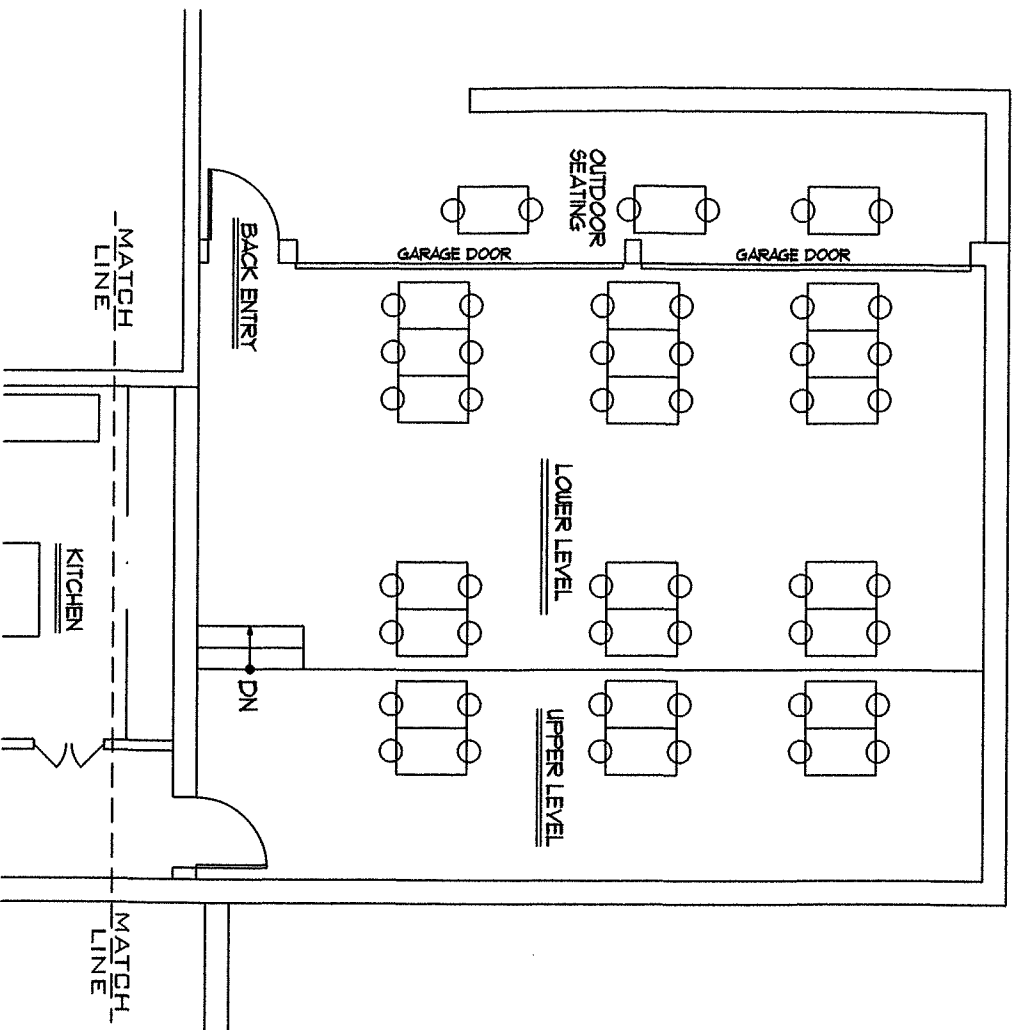 OUTDOOR
SEATING
GARAGE DOOR
GARAGE DOOR
BACK ENTRY
MATCH
LINE
LOWER LEVEL
KITCHEN
DN
UPPER LEVEL
MATCH
LINE